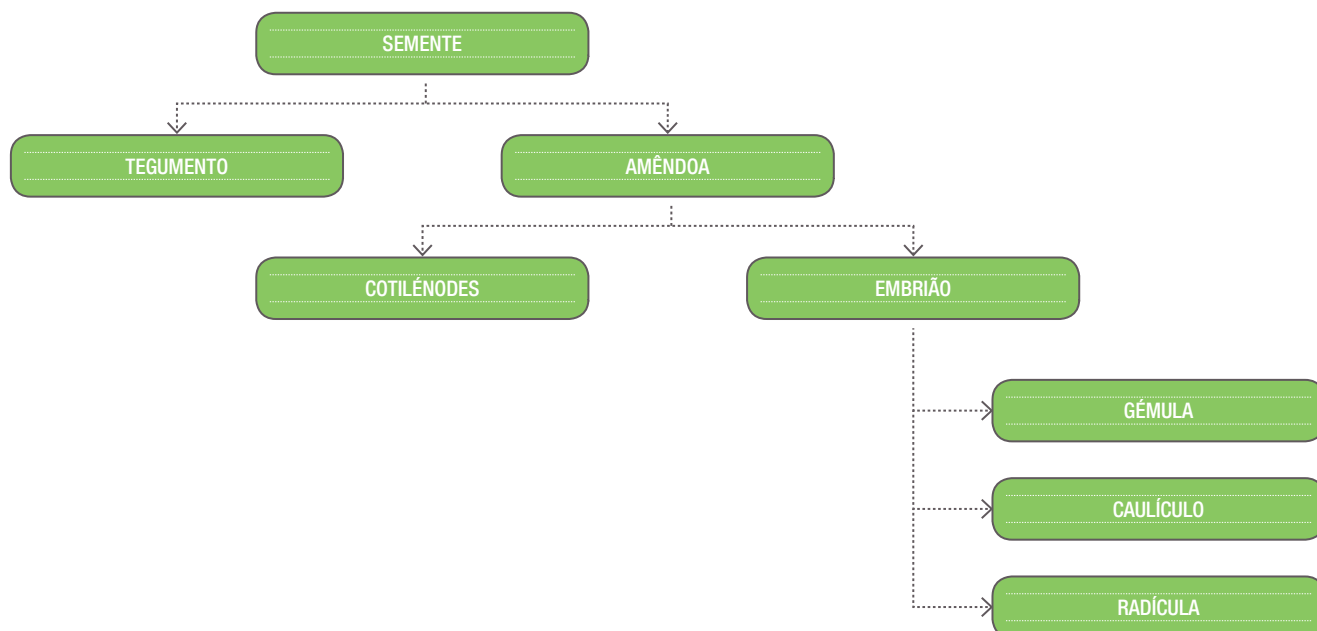 SEMENTE
TEGUMENTO
AMÊNDOA
COTILÉNODES
EMBRIÃO
GÉMULA
CAULÍCULO
RADÍCULA